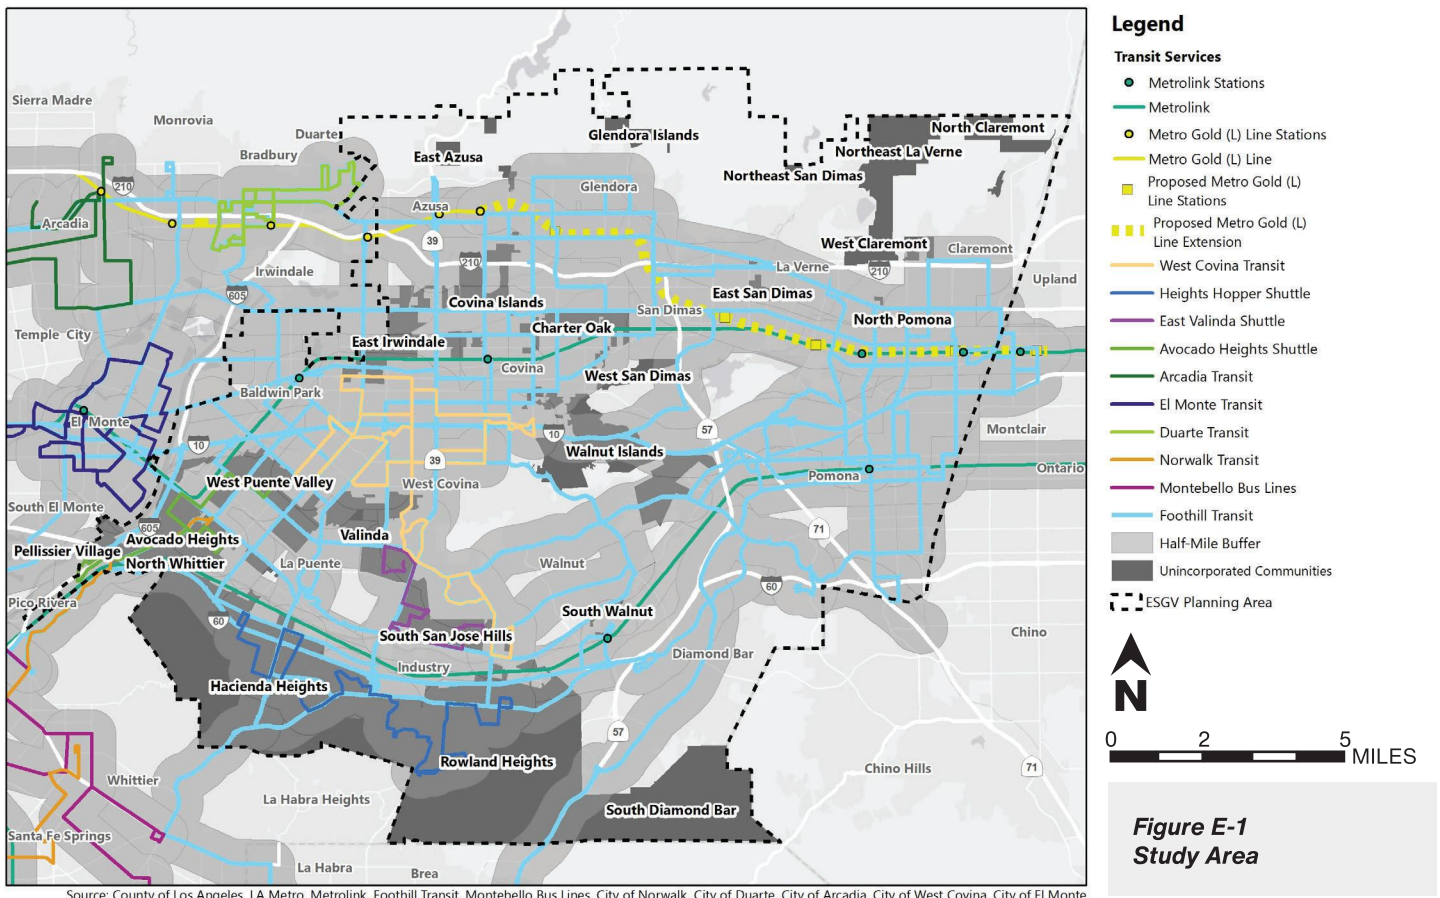 Sierra Madre
Monrovia
Duarte
Bradbury
210
Arcadia
East Azusa
Azusa
39
210
Glendora Islands
Glendora
North Claremont
Northeast La Verne
Northeast San Dimas
West Claremont
210
Claremont
La Verne
Upland
Irwindale
605
Temple City
Covina Islands
East San Dimas
San Dimas
Charter Oak
North Pomona
East Irwindale
Covina
West San Dimas
Baldwin Park
El Monte
10
10
57
Montclair
39
Walnut Islands
West Covina
West Puente Valley
Pomona
Ontario
South El Monte
605
71
Avocado Heights
Valinda
Pellissier Village
North Whittier
La Puente
Walnut
60
Pico Rivera
60
South Walnut
South San Jose Hills
Chino
Industry
Diamond Bar
Hacienda Heights
57
Rowland Heights
Chino Hills
71
Whittier
La Habra Heights
South Diamond Bar
Santa Fe Springs
La Habra
Brea
Source: County of Los Angeles, LA Metro, Metrolink, Foothill Transit, Montebello Bus Lines, City of Norwalk, City of Duarte, City of Arcadia, City of West Covina, City of El Monte
Legend
Transit Services
Metrolink Stations
Metrolink
Metro Gold (L) Line Stations
Metro Gold (L) Line
Proposed Metro Gold (L)
Line Stations
Proposed Metro Gold (L)
Line Extension
West Covina Transit
Heights Hopper Shuttle
East Valinda Shuttle
Avocado Heights Shuttle
Arcadia Transit
El Monte Transit
Duarte Transit
Norwalk Transit
Montebello Bus Lines
Foothill Transit
Half-Mile Buffer
Unincorporated Communities
ESGV Planning Area
N
0 2 5
MILES
Figure E-1
Study Area